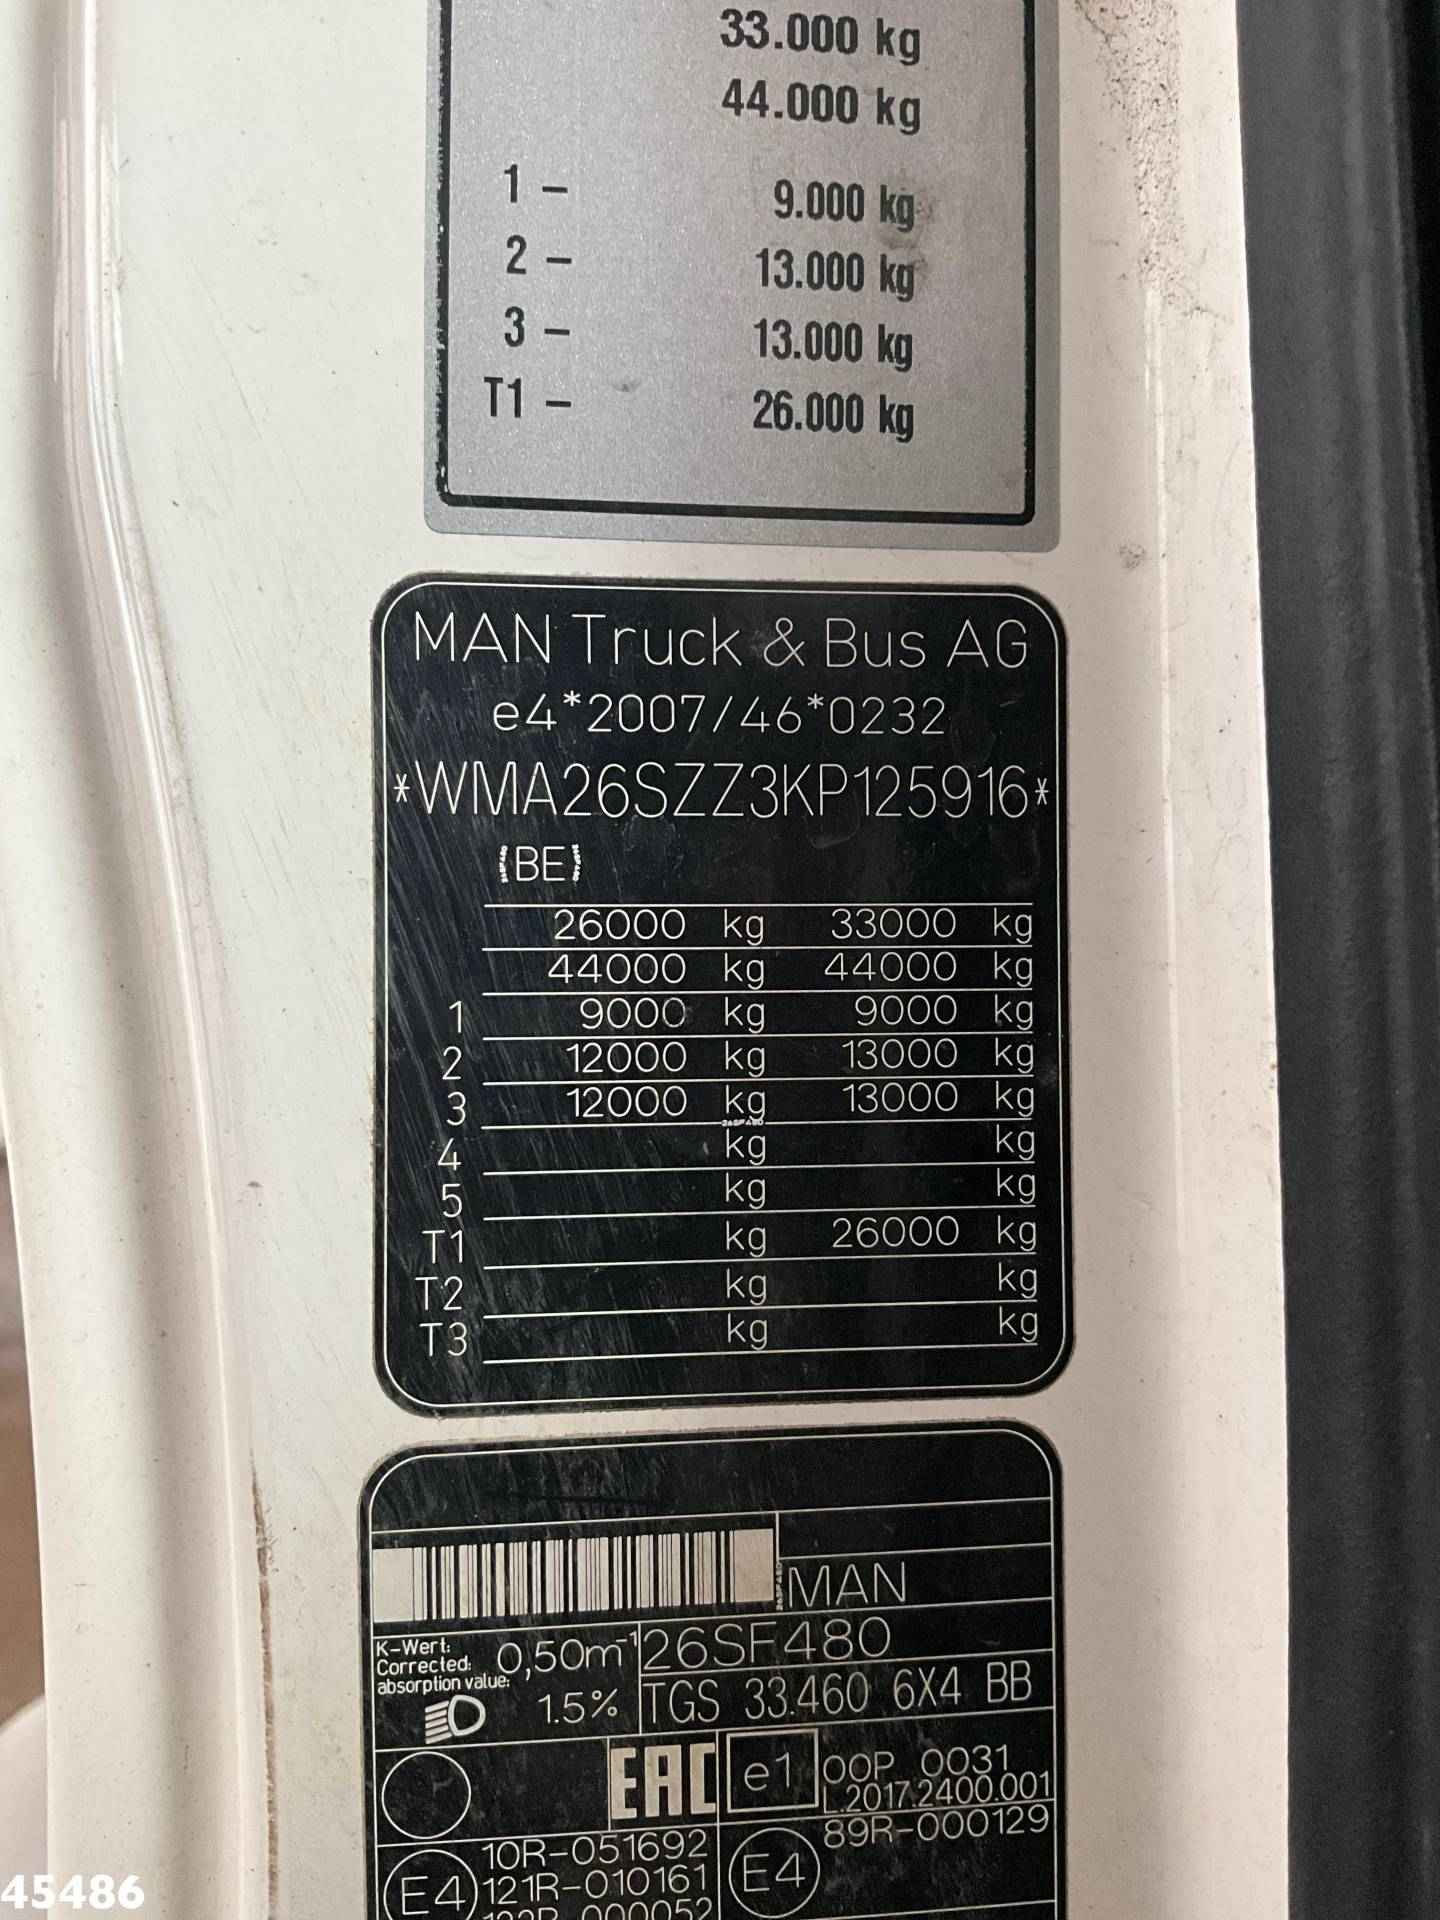 33.000 kg
44.000 kg
1 – 9.000 kg
2 – 13.000 kg
3 – 13.000 kg
T1 – 26.000 kg
MAN Truck & Bus AG
e4*2007/46*0232
*WMA26SZZ3KP125916*
BE
26000 kg 33000 kg
44000 kg 44000 kg
1 9000 kg 9000 kg
2 12000 kg 13000 kg
3 12000 kg 13000 kg
4 kg kg
5 kg kg
T1 kg 26000 kg
T2 kg kg
T3 kg kg
MAN
K-Wert:
Corrected:
absorption value:
0,50m-1
26SF480
1.5%
TGS 33.460 6X4 BB
EAC
e1
00P 0031
L.2017.2400.001
89R-000129
E4
10R-051692
121R-010161
E4
45486